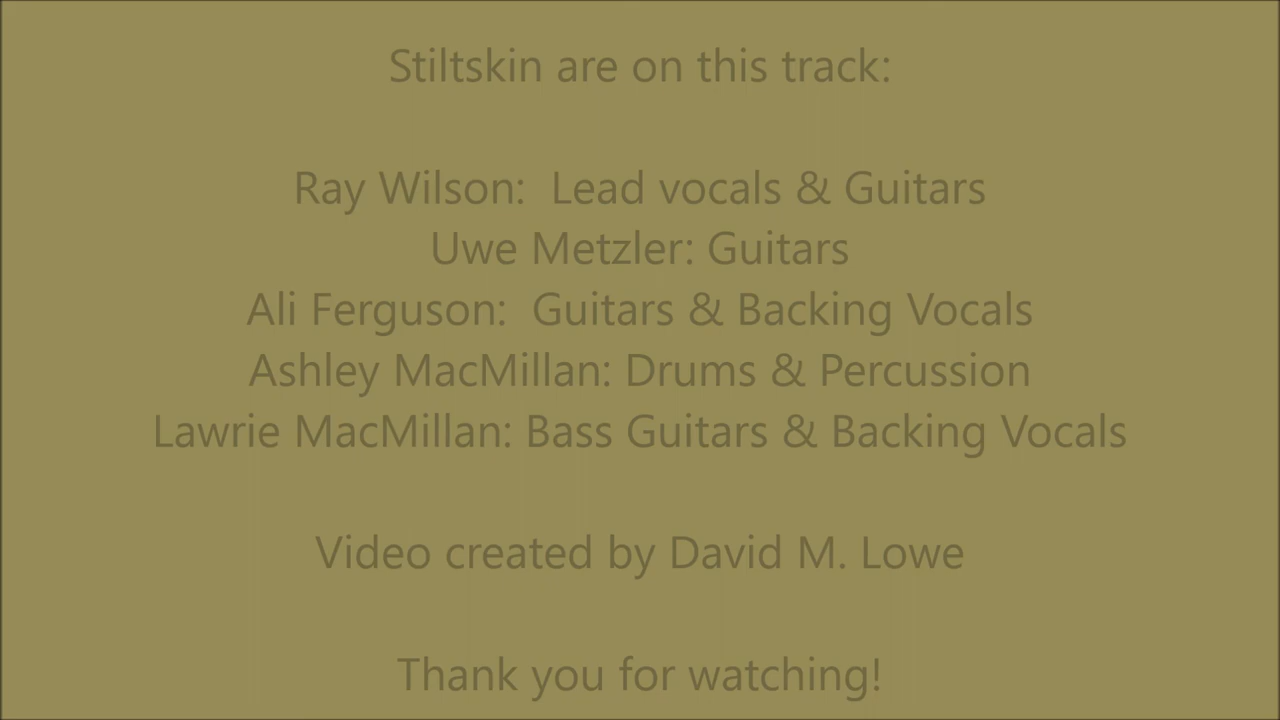 Stiltskin are on this track:
Ray Wilson:  Lead vocals & Guitars
Uwe Metzler: Guitars
Ali Ferguson:  Guitars & Backing Vocals
Ashley MacMillan: Drums & Percussion
Lawrie MacMillan: Bass Guitars & Backing Vocals
Video created by David M. Lowe
Thank you for watching!